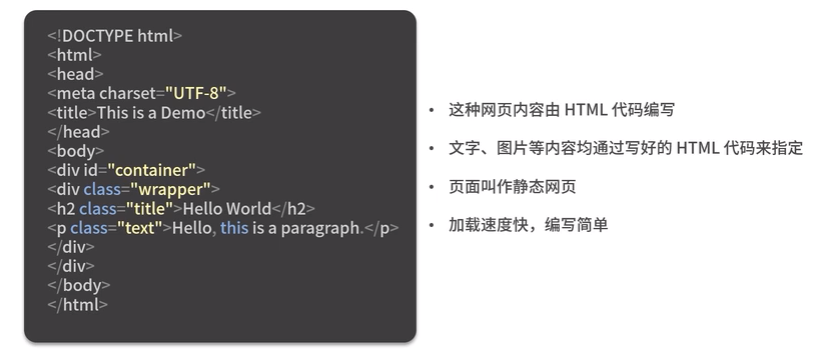 <!DOCTYPE html>
<html>
<head>
<meta charset="UTF-8">
<title>This is a Demo</title>
</head>
<body>
<div id="container">
<div class="wrapper">
<h2 class="title">Hello World</h2>
<p class="text">Hello, this is a paragraph.</p>
</div>
</div>
</body>
</html>
• 这种网页内容由 HTML 代码编写
• 文字、图片等内容均通过写好的 HTML 代码来指定
• 页面叫作静态网页
• 加载速度快，编写简单